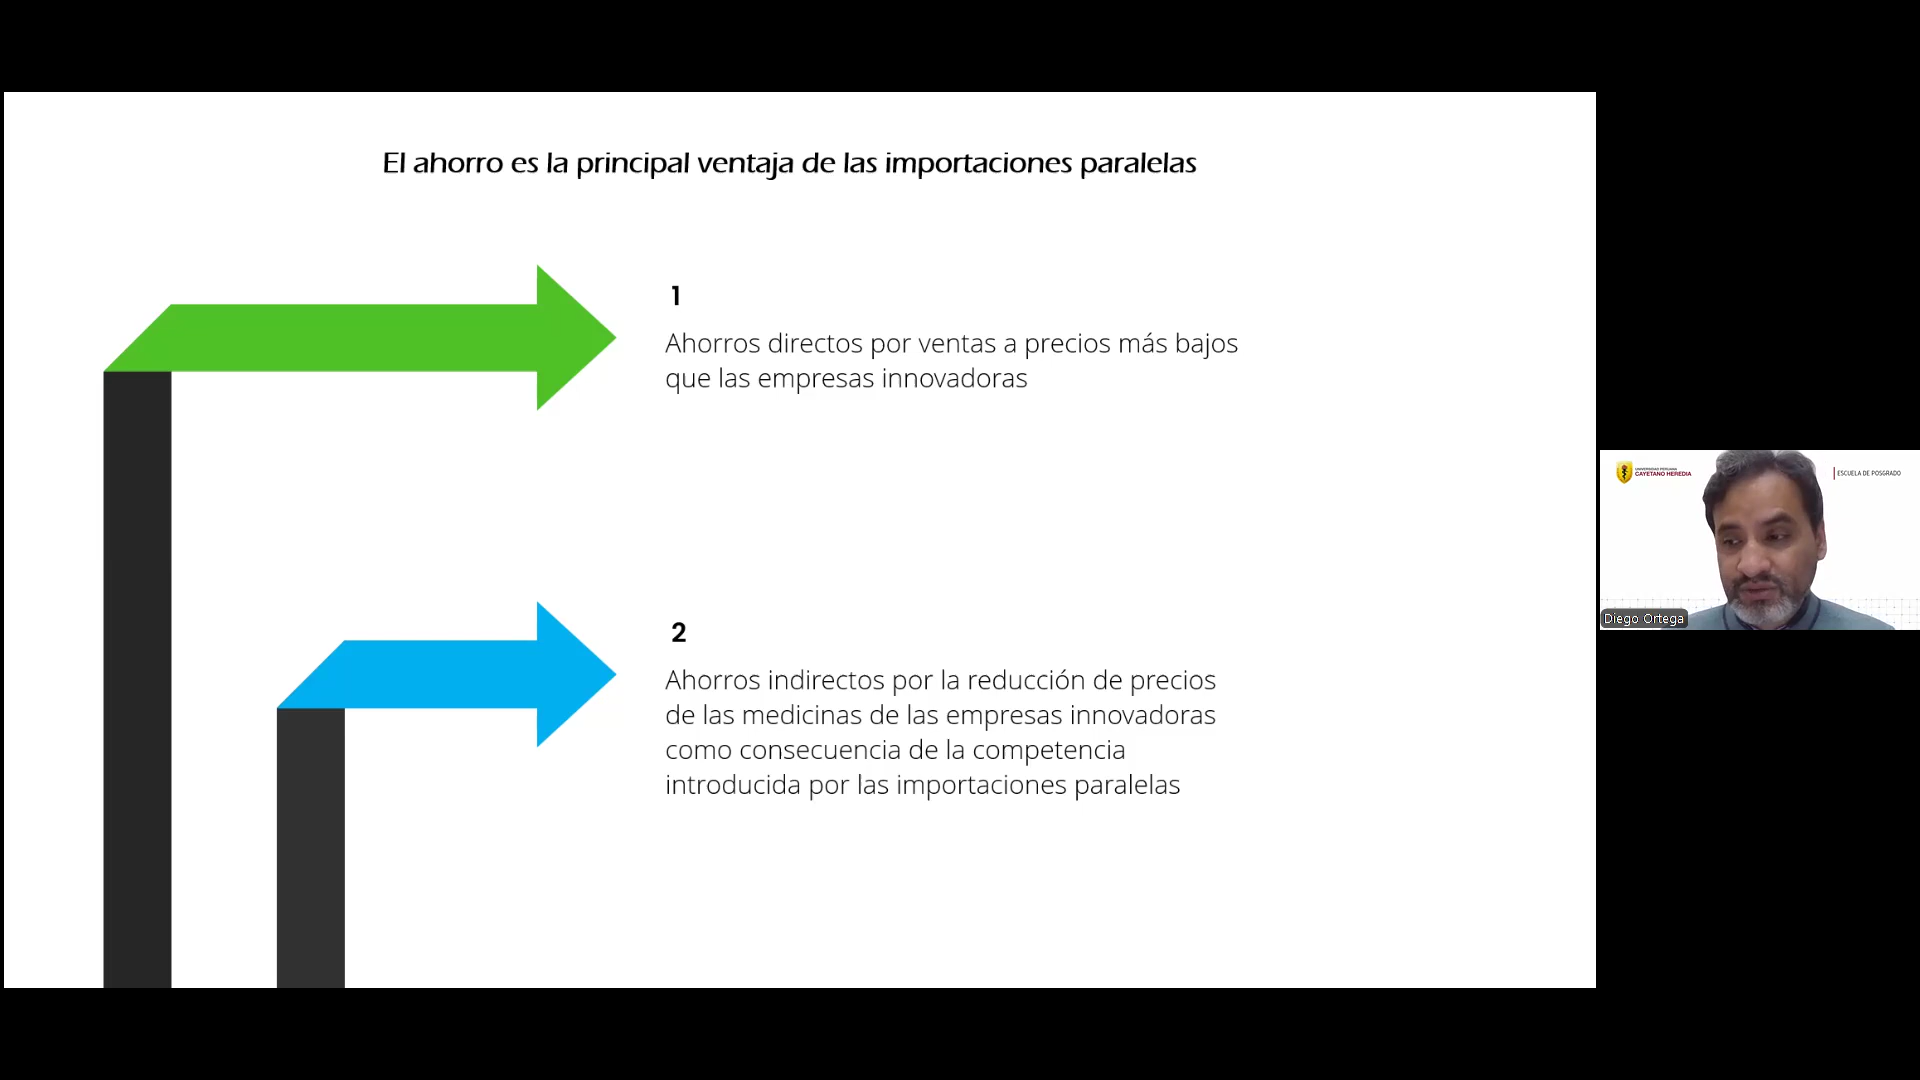 El ahorro es la principal ventaja de las importaciones paralelas
1
Ahorros directos por ventas a precios más bajos
que las empresas innovadoras
2
Ahorros indirectos por la reducción de precios
de las medicinas de las empresas innovadoras
como consecuencia de la competencia
introducida por las importaciones paralelas
UNIVERSIDAD PERUANA
CAYETANO HEREDIA
ESCUELA DE POSGRADO
Diego Ortega